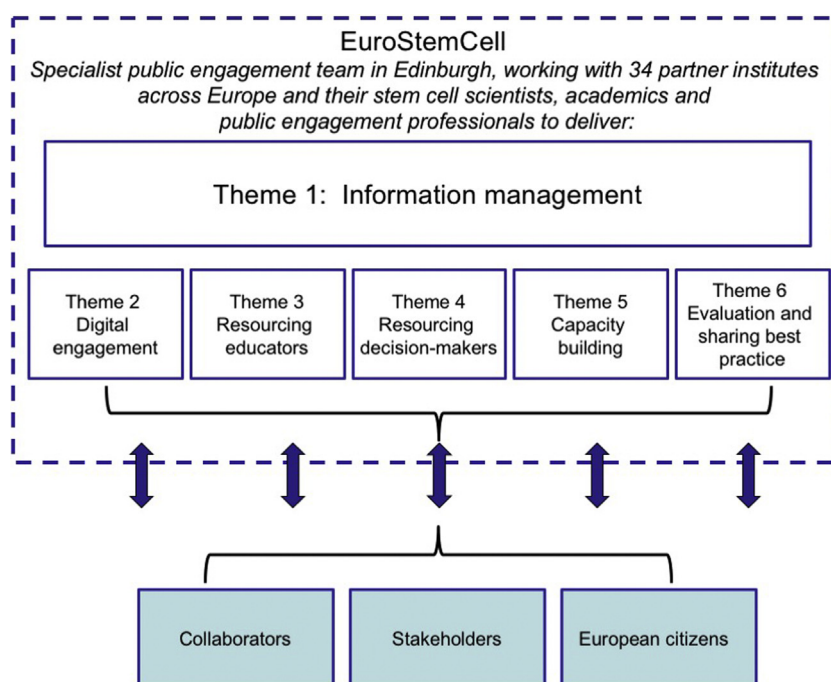 EuroStemCell
Specialist public engagement team in Edinburgh, working with 34 partner institutes
across Europe and their stem cell scientists, academics and
public engagement professionals to deliver:
Theme 1:  Information management
Theme 2
Digital
engagement
Theme 3
Resourcing
educators
Theme 4
Resourcing
decision-makers
Theme 5
Capacity
building
Theme 6
Evaluation and
sharing best
practice
Collaborators
Stakeholders
European citizens